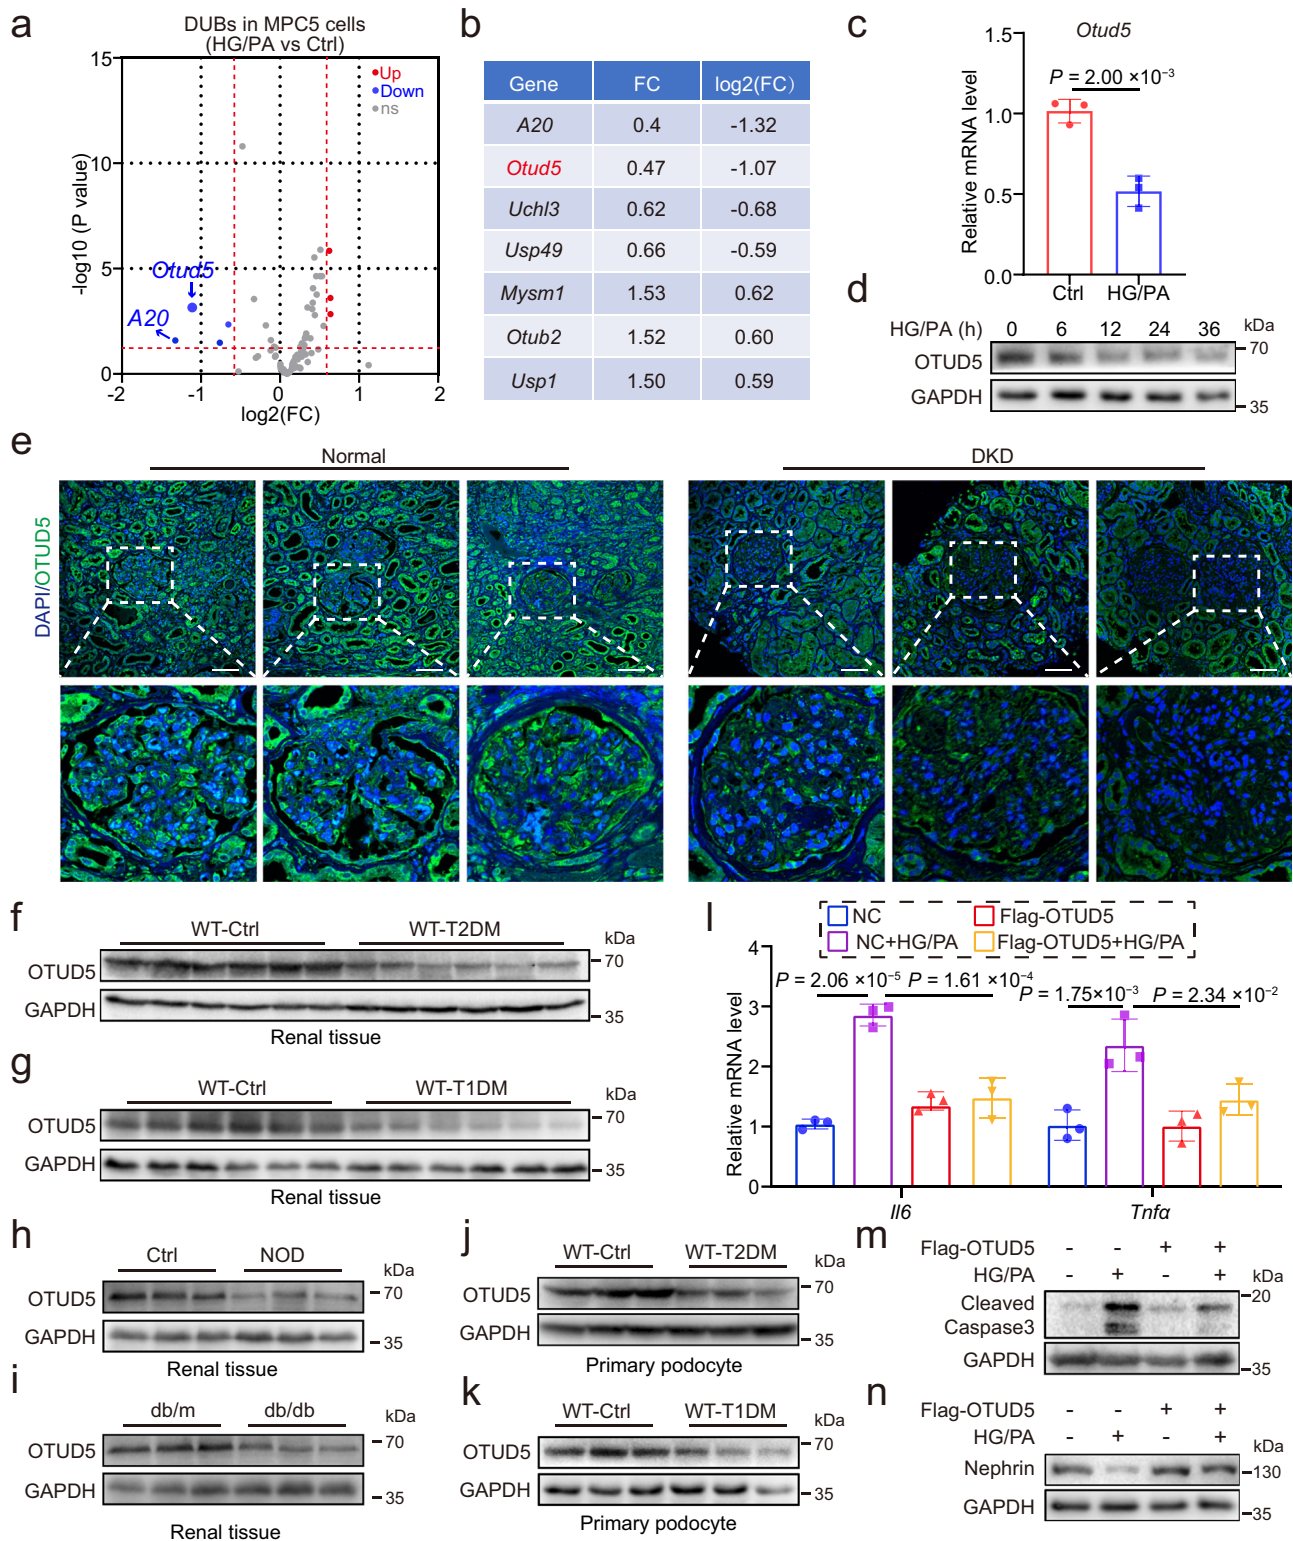 a
DUBs in MPC5 cells
(HG/PA vs Ctrl)
15
10
5
0
-log10 (P value)
Up
Down
ns
Otud5
A20
-2
-1
0
1
2
log2(FC)
b
Gene FC log2(FC）
A20 0.4 -1.32
Otud5 0.47 -1.07
Uchl3 0.62 -0.68
Usp49 0.66 -0.59
Mysm1 1.53 0.62
Otub2 1.52 0.60
Usp1 1.50 0.59
c
Otud5
1.5
1.0
0.5
0.0
Relative mRNA level
P = 2.00 ×10⁻³
Ctrl HG/PA
d
HG/PA (h) 0 6 12 24 36 kDa
OTUD5 70
GAPDH 35
e
Normal DKD
DAPI/OTUD5
f
WT-Ctrl WT-T2DM kDa
OTUD5 70
GAPDH 35
Renal tissue
g
WT-Ctrl WT-T1DM kDa
OTUD5 70
GAPDH 35
Renal tissue
h
Ctrl NOD kDa
OTUD5 70
GAPDH 35
Renal tissue
i
db/m db/db kDa
OTUD5 70
GAPDH 35
Renal tissue
j
WT-Ctrl WT-T2DM kDa
OTUD5 70
GAPDH 35
Primary podocyte
k
WT-Ctrl WT-T1DM kDa
OTUD5 70
GAPDH 35
Primary podocyte
l
NC Flag-OTUD5
NC+HG/PA Flag-OTUD5+HG/PA
4
3
2
1
0
Relative mRNA level
P = 2.06 ×10⁻⁵ P = 1.61 ×10⁻⁴ P = 1.75×10⁻³ P = 2.34 ×10⁻²
Il6 Tnfα
m
Flag-OTUD5 - - + +
HG/PA - + - + kDa
Cleaved 20
Caspase3
GAPDH 35
n
Flag-OTUD5 - - + +
HG/PA - + - + kDa
Nephrin 130
GAPDH 35